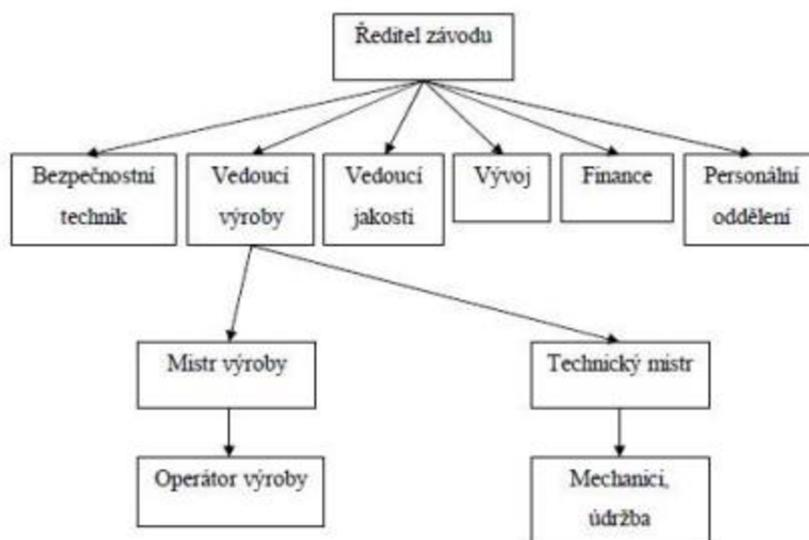 Ředitel závodu
Bezpečnostní
technik
Vedoucí
výroby
Vedoucí
jakosti
Vývoj
Finance
Personální
oddělení
Mistr výroby
Technický mistr
Operátor výroby
Mechanici,
údržba